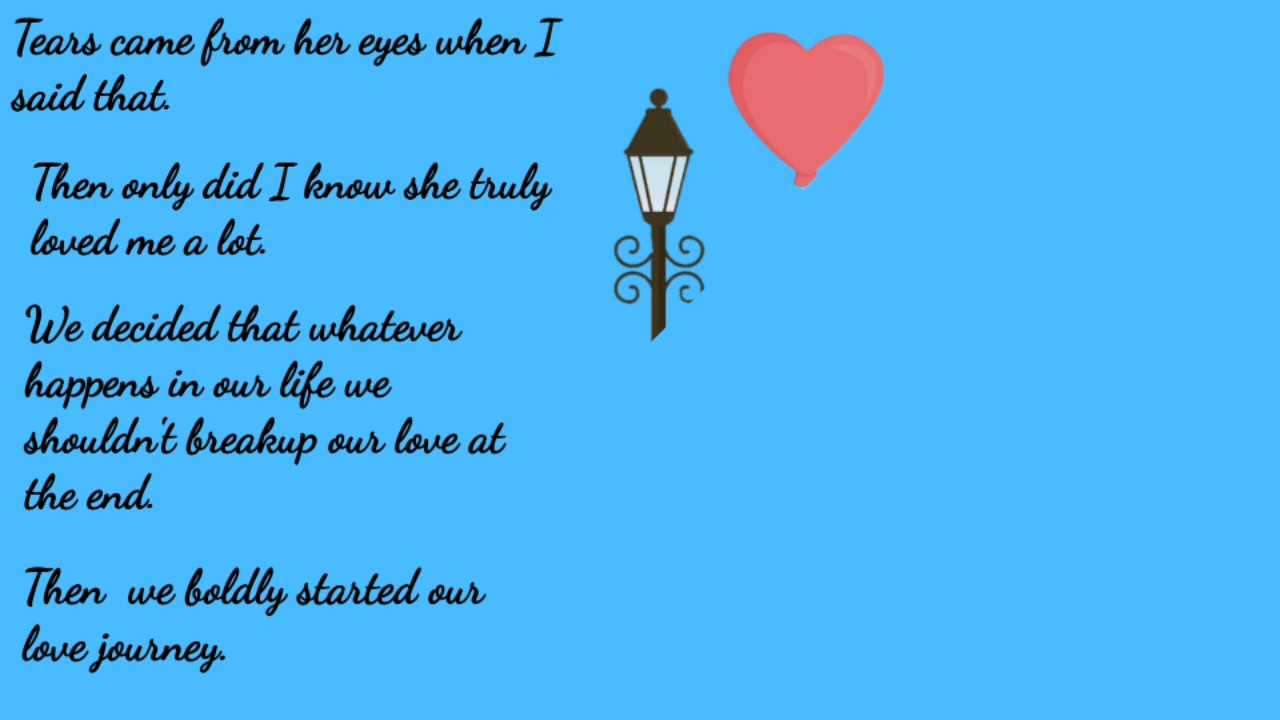 Tears came from her eyes when I
said that.
Then only did I know she truly
loved me a lot.
We decided that whatever
happens in our life we
shouldn't breakup our love at
the end.
Then we boldly started our
love journey.